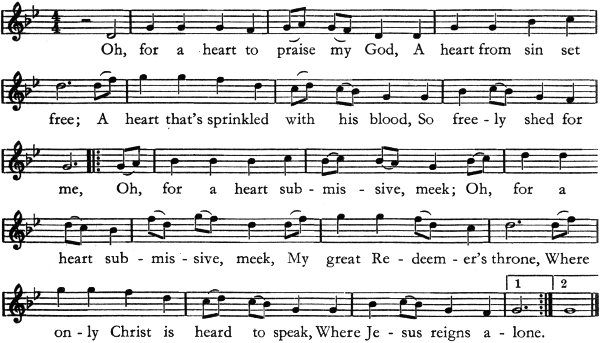 4 4
Oh, for a heart to praise my God, A heart from sin set
free; A heart that's sprinkled with his blood, So free - ly shed for
me, Oh, for a heart sub - mis - sive, meek; Oh, for a
heart sub - mis - sive, meek, My great Re - deem - er's throne, Where
1 2
on - ly Christ is heard to speak, Where Je - sus reigns a - lone.